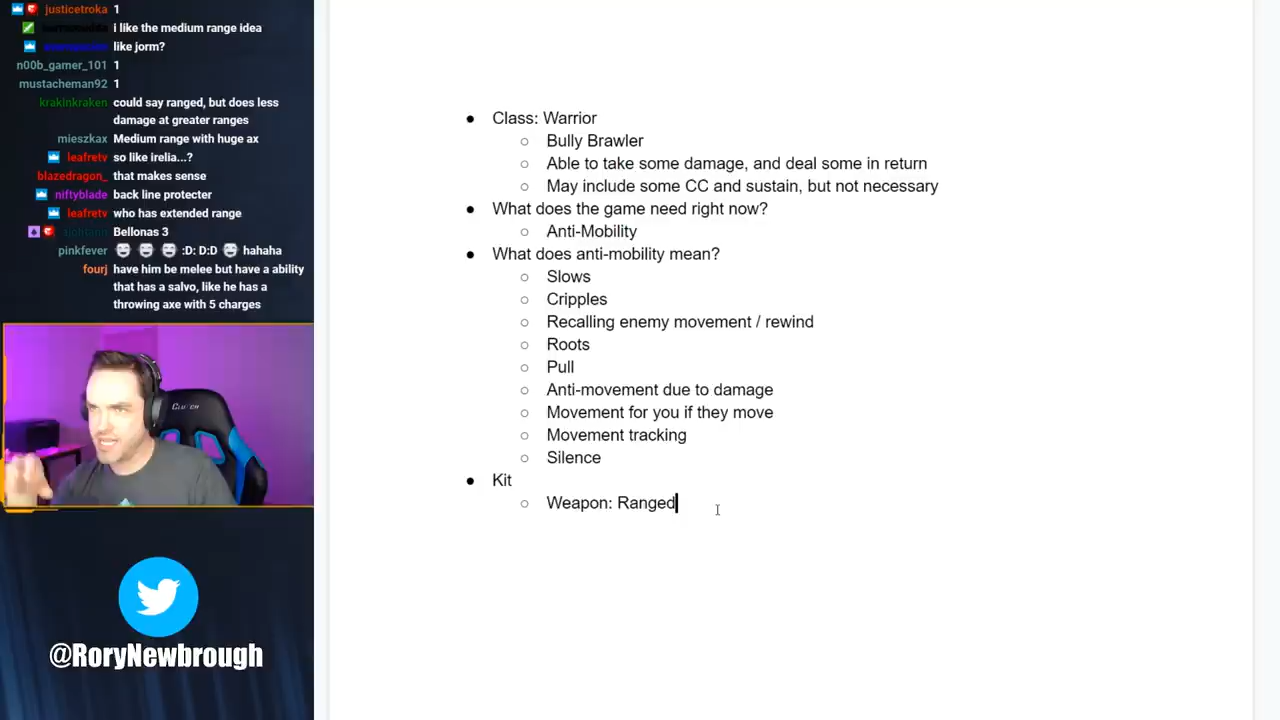 justicetroka 1
i like the medium range idea
like jorm?
n00b_gamer_101 1
mustacheman92 1
krakinkraken could say ranged, but does less
damage at greater ranges
mieszkax Medium range with huge ax
leafretv so like irelia...?
blazedragon_ that makes sense
niftyblade back line protecter
leafretv who has extended range
Bellonas 3
pinkfever :D: D:D hahaha
fourj have him be melee but have a ability
that has a salvo, like he has a
throwing axe with 5 charges
CLUTCH
@RoryNewbrough
● Class: Warrior
○ Bully Brawler
○ Able to take some damage, and deal some in return
○ May include some CC and sustain, but not necessary
● What does the game need right now?
○ Anti-Mobility
● What does anti-mobility mean?
○ Slows
○ Cripples
○ Recalling enemy movement / rewind
○ Roots
○ Pull
○ Anti-movement due to damage
○ Movement for you if they move
○ Movement tracking
○ Silence
● Kit
○ Weapon: Ranged